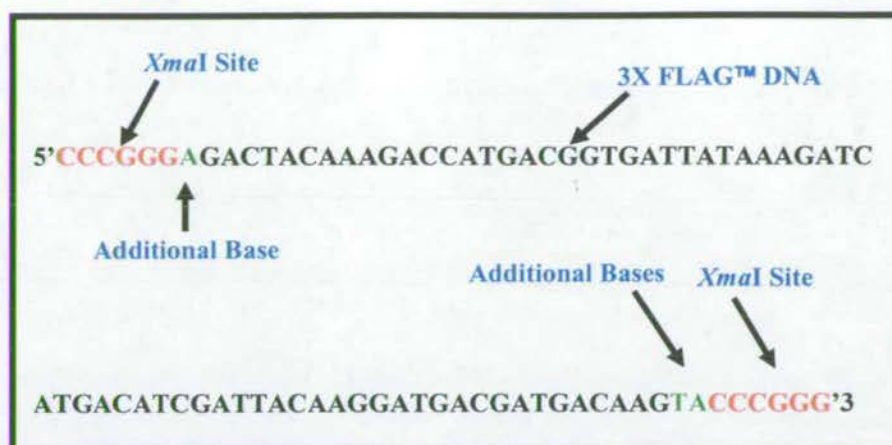 XmaI Site
3X FLAG™ DNA
5'CCCGGGAGACTACAAAGACCATGACGGTGATTATAAAGATC
Additional Base
Additional Bases
XmaI Site
ATGACATCGATTACAAGGATGACGATGACAAGTACCCGGG'3